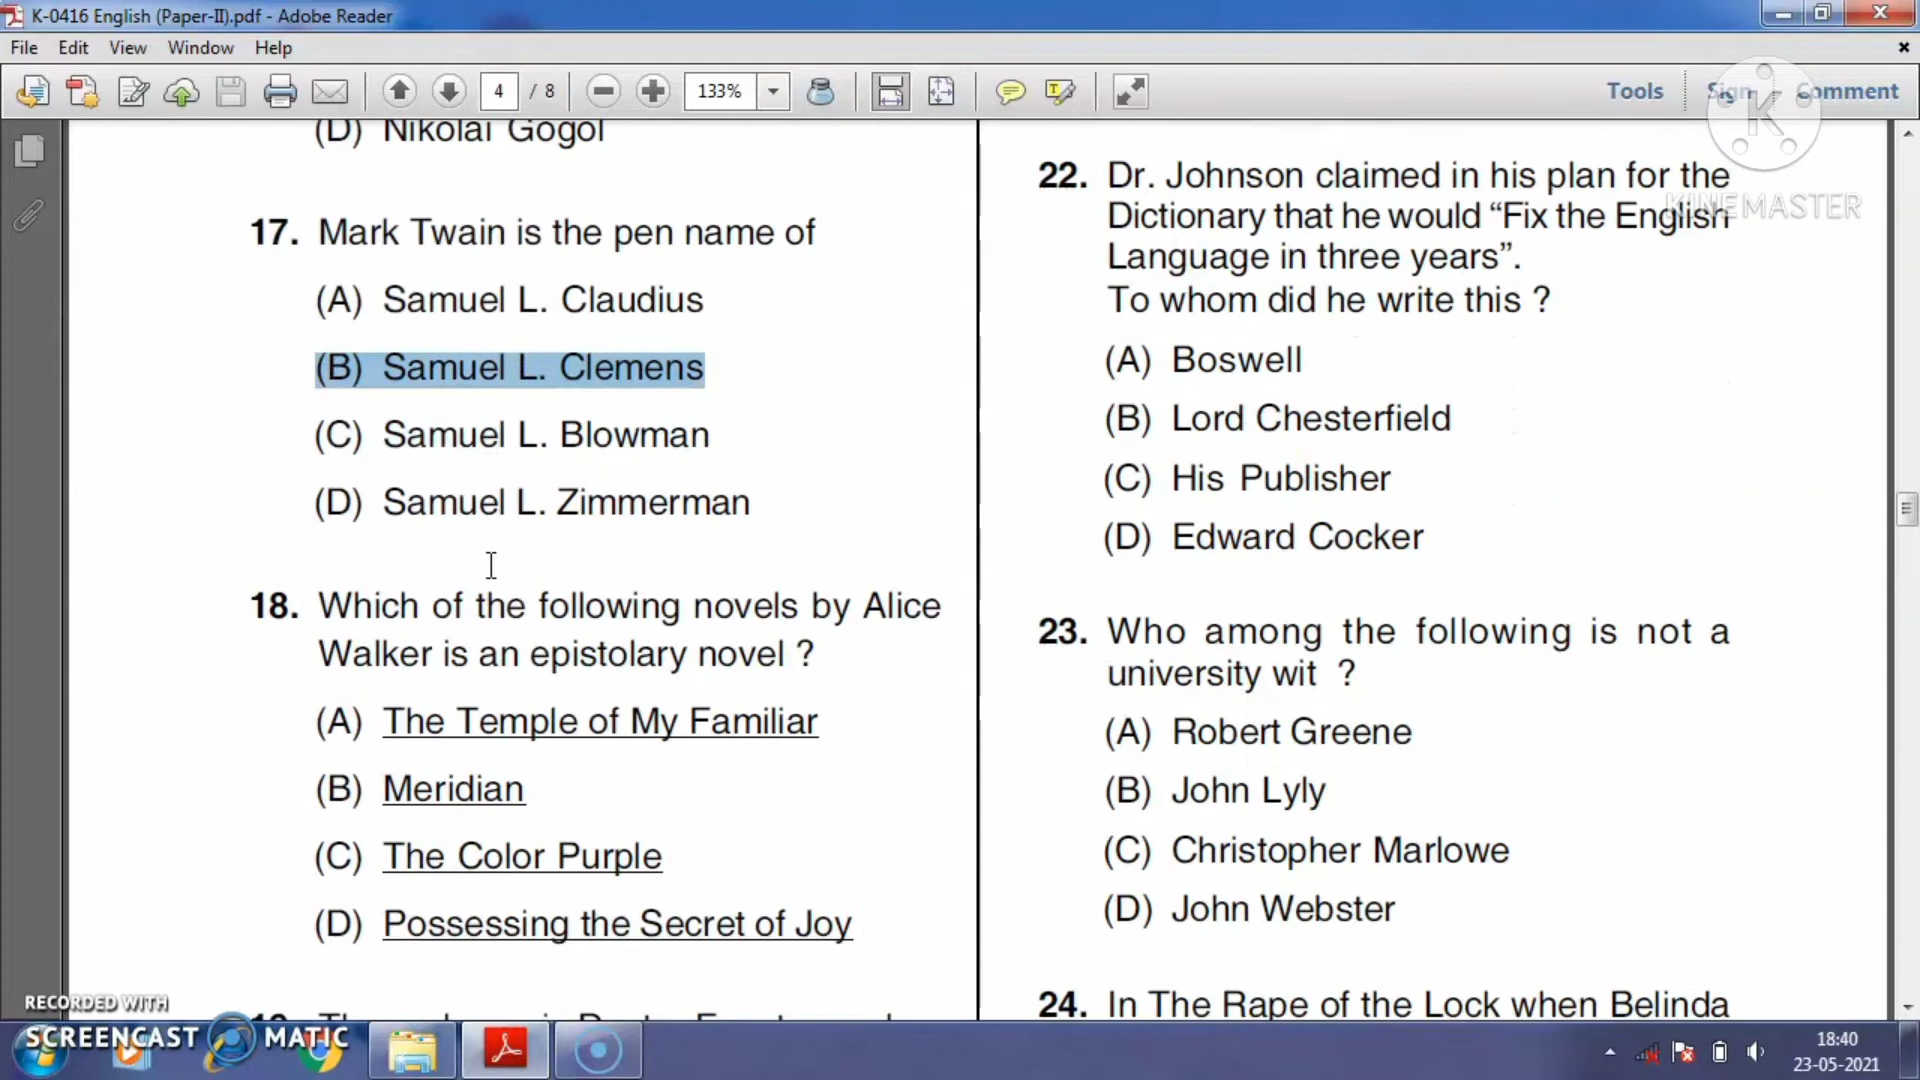 K-0416 English (Paper-II).pdf - Adobe Reader
File Edit View Window Help
4 / 8 133% Tools Sign Comment
K
KINEMASTER
(D) Nikolai Gogol
17. Mark Twain is the pen name of
(A) Samuel L. Claudius
(B) Samuel L. Clemens
(C) Samuel L. Blowman
(D) Samuel L. Zimmerman
18. Which of the following novels by Alice
Walker is an epistolary novel ?
(A) The Temple of My Familiar
(B) Meridian
(C) The Color Purple
(D) Possessing the Secret of Joy
22. Dr. Johnson claimed in his plan for the
Dictionary that he would “Fix the English
Language in three years”.
To whom did he write this ?
(A) Boswell
(B) Lord Chesterfield
(C) His Publisher
(D) Edward Cocker
23. Who among the following is not a
university wit ?
(A) Robert Greene
(B) John Lyly
(C) Christopher Marlowe
(D) John Webster
24. In The Rape of the Lock when Belinda
RECORDED WITH
SCREENCAST MATIC
18:40
23-05-2021